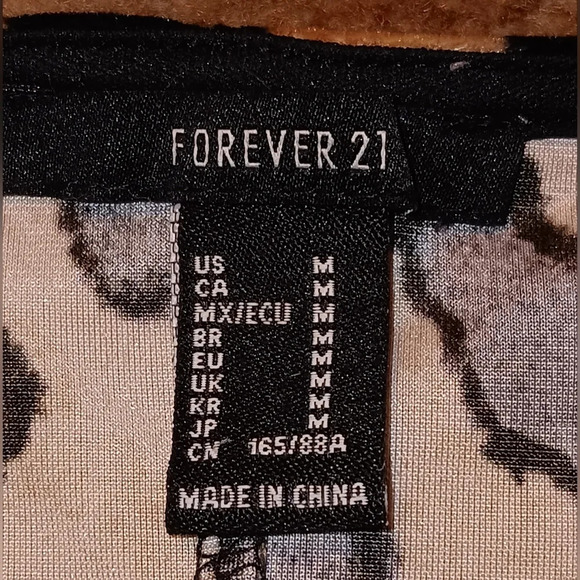 FOREVER 21
US M
CA M
MX/ECU M
BR M
EU M
UK M
KR M
JP M
CN 165/88A
MADE IN CHINA